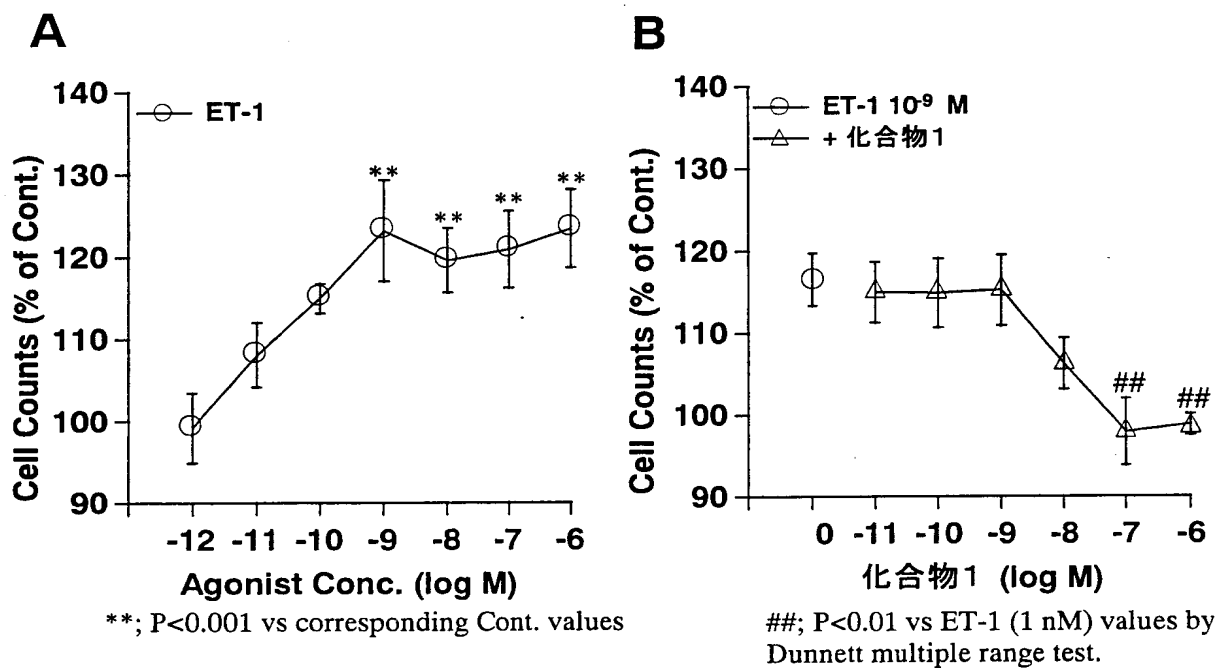 A
140
130
120
110
100
90
Cell Counts (% of Cont.)
ET-1
**
**
**
**
-12 -11 -10 -9 -8 -7 -6
Agonist Conc. (log M)
**; P<0.001 vs corresponding Cont. values
B
140
130
120
110
100
90
Cell Counts (% of Cont.)
ET-1 10⁻⁹ M
+ 化合物1
##
##
0 -11 -10 -9 -8 -7 -6
化合物1 (log M)
##; P<0.01 vs ET-1 (1 nM) values by
Dunnett multiple range test.